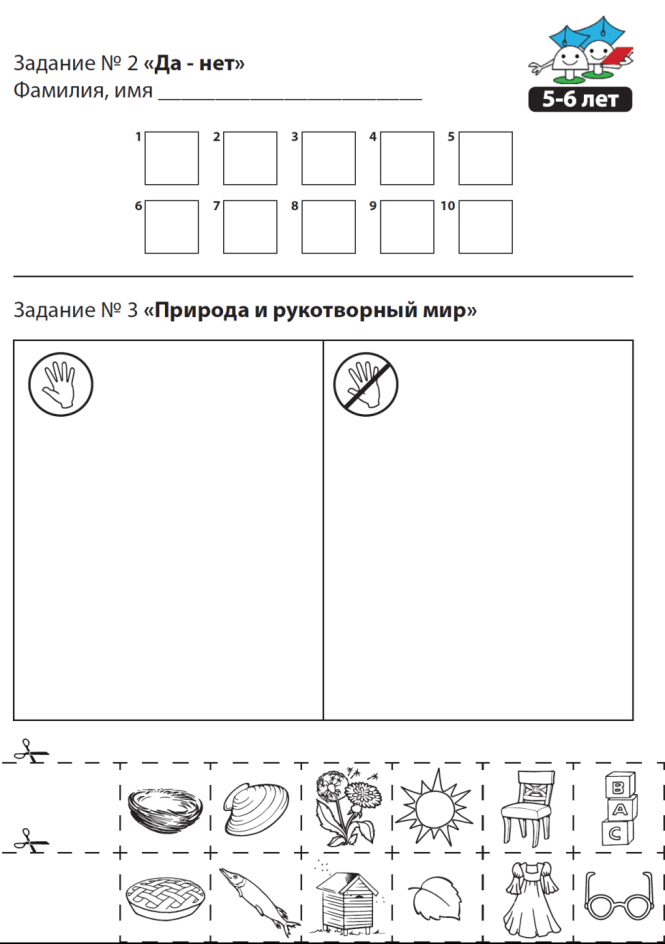 Задание № 2 «Да - нет»
Фамилия, имя ________________________
5-6 лет
1 2 3 4 5
6 7 8 9 10
Задание № 3 «Природа и рукотворный мир»
В
А
С